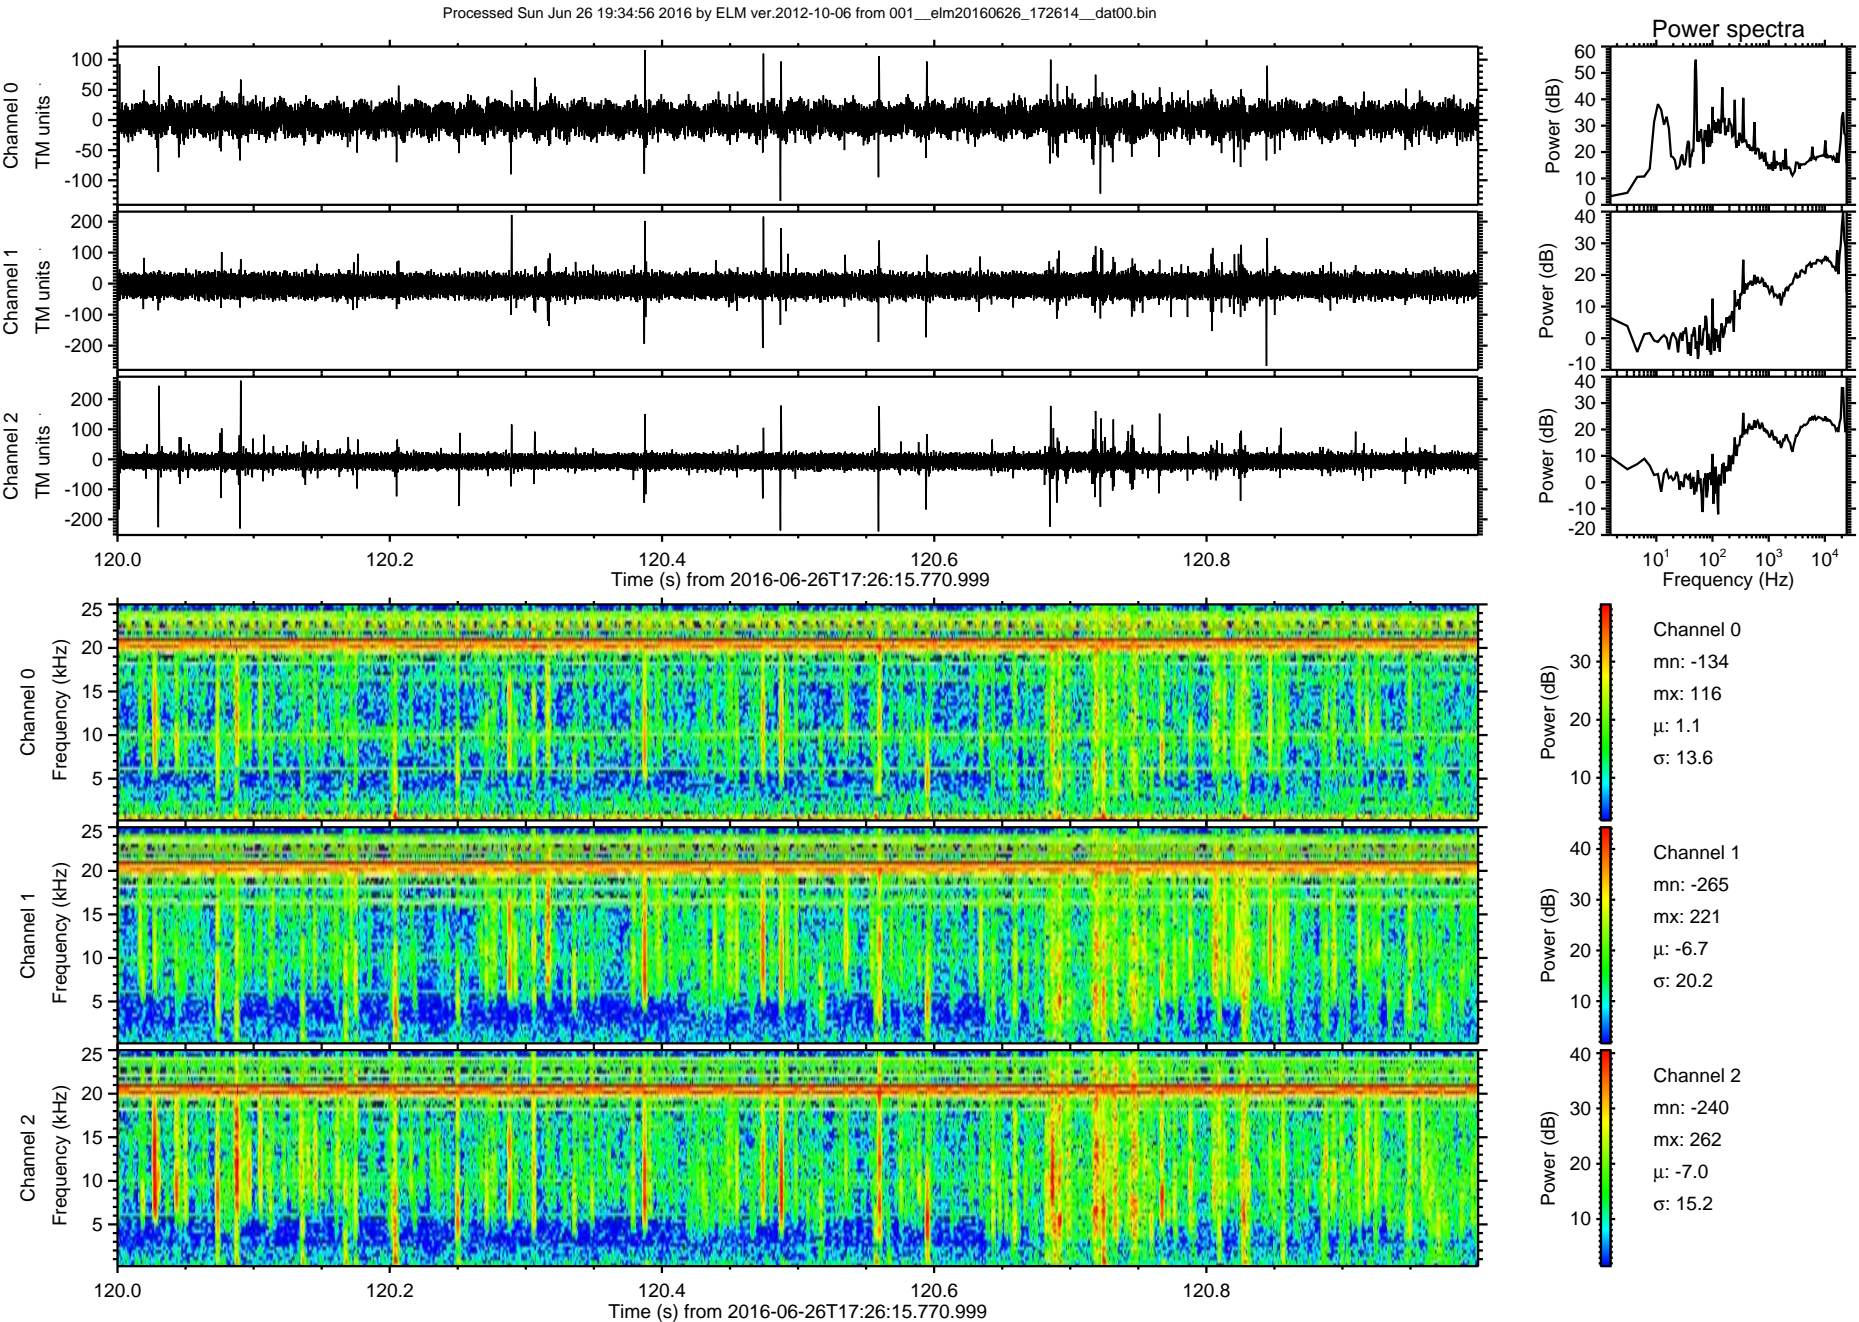 Processed Sun Jun 26 19:34:56 2016 by ELM ver.2012-10-06 from 001__elm20160626_172614__dat00.bin
Power spectra
Channel 0
TM units
100
50
0
-50
-100
Power (dB)
60
50
40
30
20
10
0
Channel 1
TM units
200
100
0
-100
-200
Power (dB)
40
30
20
10
0
-10
Channel 2
TM units
200
100
0
-100
-200
Power (dB)
40
30
20
10
0
-10
-20
120.0 120.2 120.4 120.6 120.8
Time (s) from 2016-06-26T17:26:15.770.999
10^1 10^2 10^3 10^4
Frequency (Hz)
Channel 0
Frequency (kHz)
25
20
15
10
5
Power (dB)
30
20
10
Channel 0
mn: -134
mx: 116
μ: 1.1
σ: 13.6
Channel 1
Frequency (kHz)
25
20
15
10
5
Power (dB)
40
30
20
10
Channel 1
mn: -265
mx: 221
μ: -6.7
σ: 20.2
Channel 2
Frequency (kHz)
25
20
15
10
5
Power (dB)
40
30
20
10
Channel 2
mn: -240
mx: 262
μ: -7.0
σ: 15.2
120.0 120.2 120.4 120.6 120.8
Time (s) from 2016-06-26T17:26:15.770.999